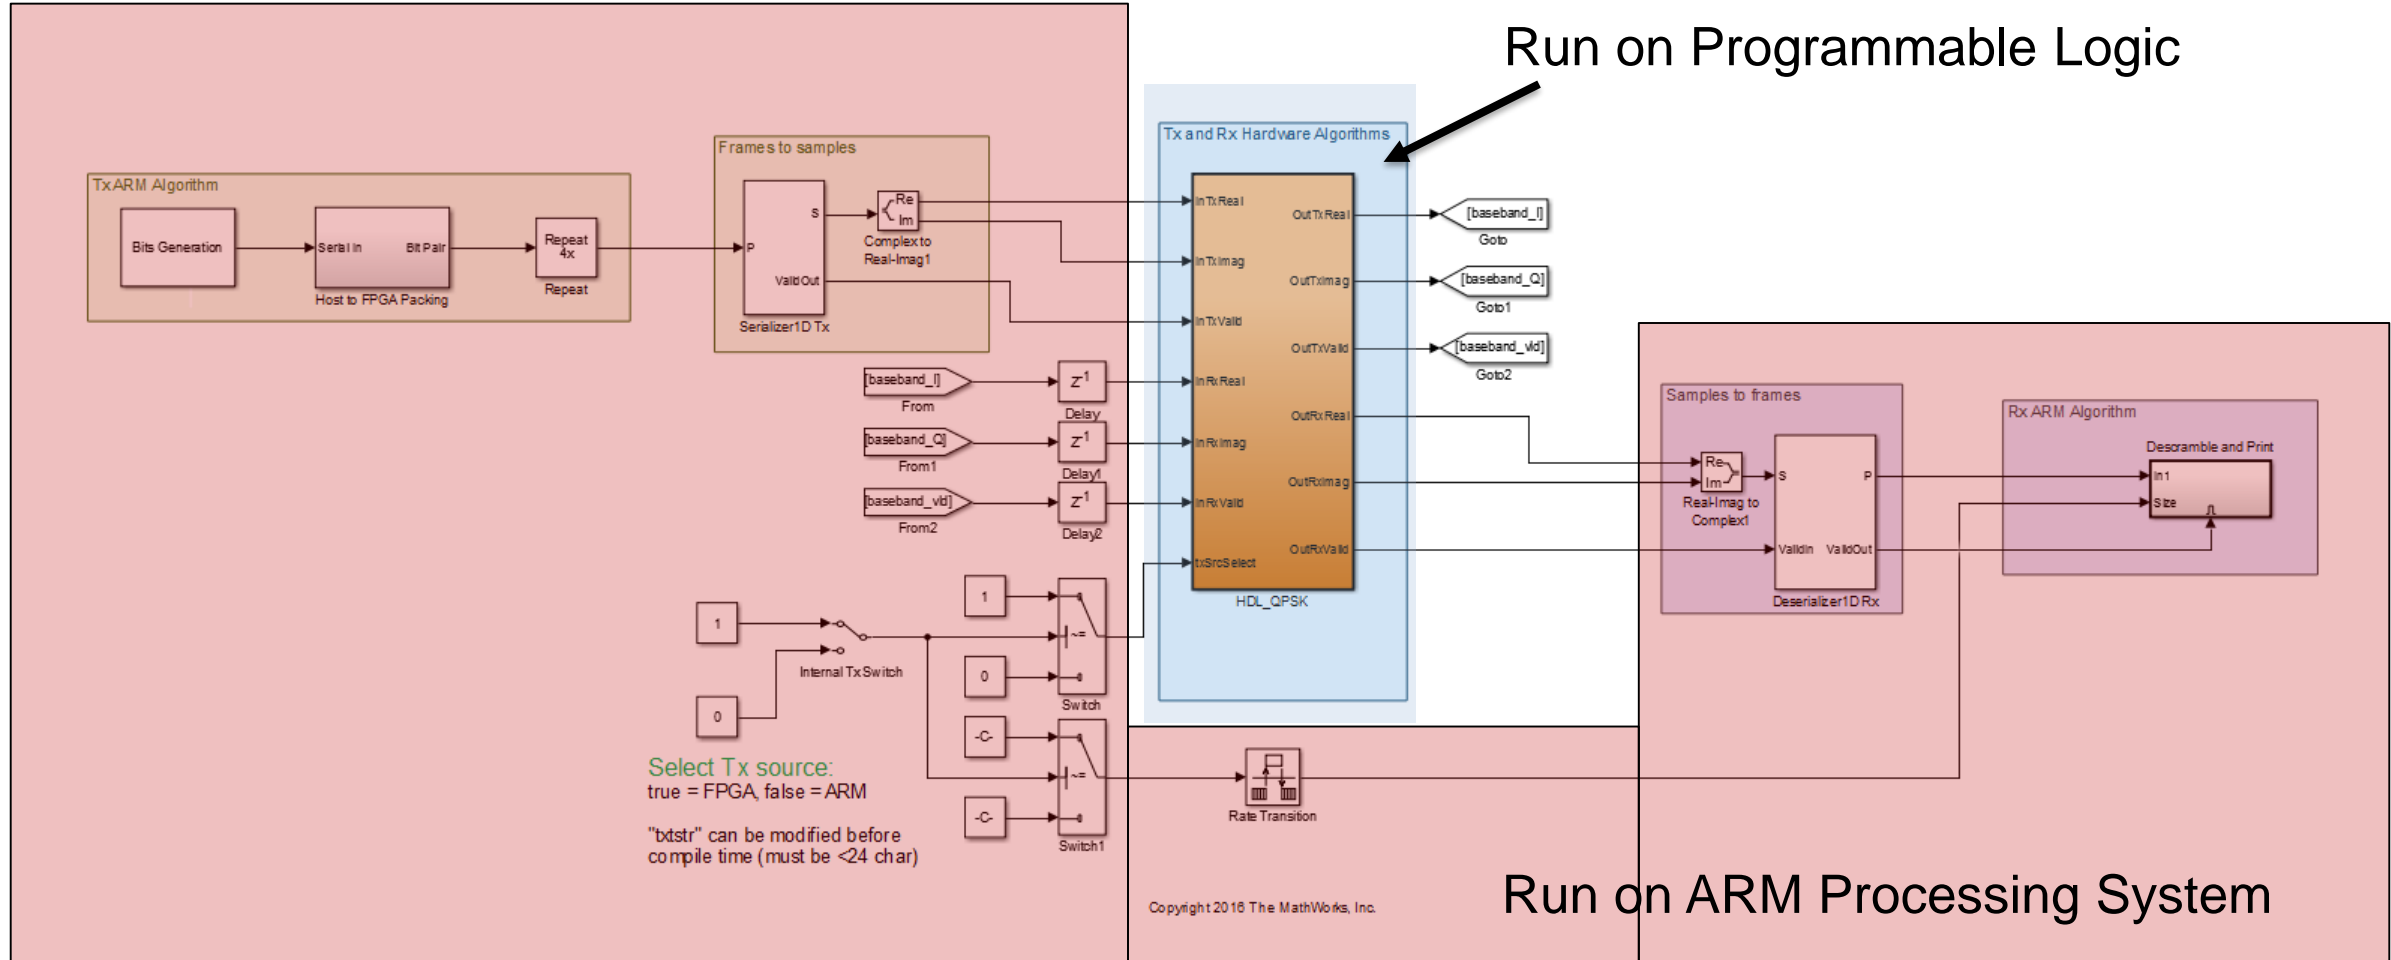 Run on Programmable Logic
Tx and Rx Hardware Algorithms
Frames to samples
Tx ARM Algorithm
Bits Generation
Serial In
Bit Pair
Host to FPGA Packing
Repeat
4x
Repeat
P
S
ValidOut
Serializer1D Tx
Re
Im
Complex to
Real-Imag1
InTxReal
InTxImag
InTxValid
InRxReal
InRxImag
InRxValid
txSrcSelect
OutTxReal
OutTxImag
OutTxValid
OutRxReal
OutRxImag
OutRxValid
HDL_QPSK
[baseband_I]
Goto
[baseband_Q]
Goto1
[baseband_vld]
Goto2
[baseband_I]
From
Z-1
Delay
[baseband_Q]
From1
Z-1
Delay1
[baseband_vld]
From2
Z-1
Delay2
Samples to frames
Re
Im
Real-Imag to
Complex1
S
P
ValidIn
ValidOut
Deserializer1D Rx
Rx ARM Algorithm
Descramble and Print
In1
Size
1
0
Internal Tx Switch
1
~=
0
Switch
-C-
~=
-C-
Switch1
Rate Transition
Select Tx source:
true = FPGA, false = ARM
"txtstr" can be modified before
compile time (must be <24 char)
Copyright 2016 The MathWorks, Inc.
Run on ARM Processing System